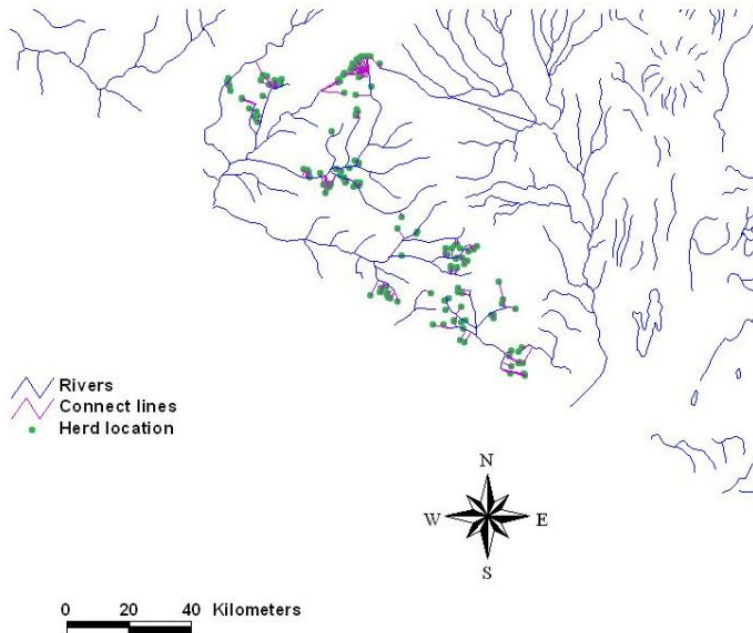 Rivers
Connect lines
Herd location
N
W E
S
0 20 40 Kilometers